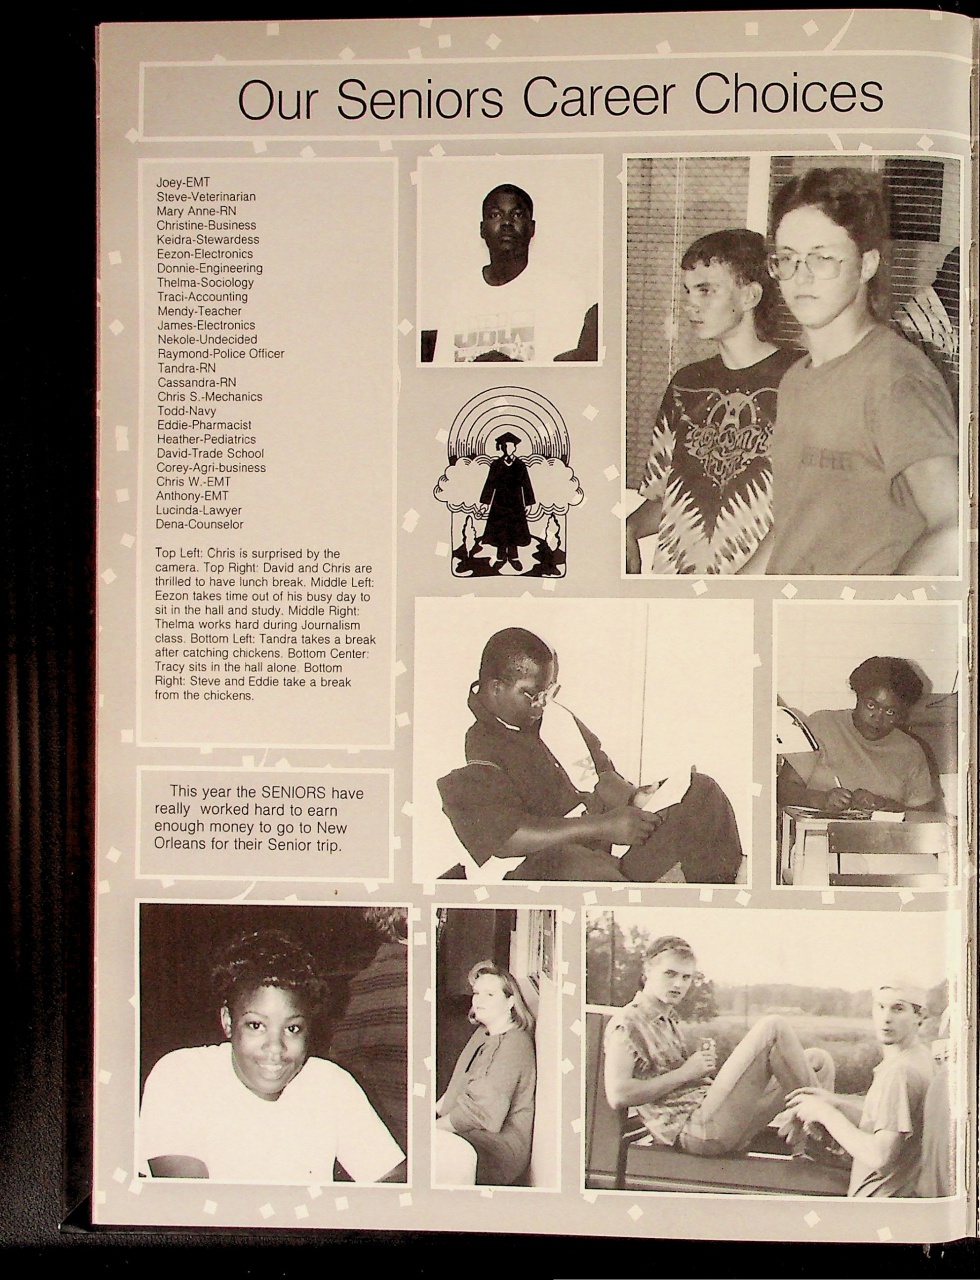 Our Seniors Career Choices
Joey-EMT
Steve-Veterinarian
Mary Anne-RN
Christine-Business
Keidra-Stewardess
Eezon-Electronics
Donnie-Engineering
Thelma-Sociology
Traci-Accounting
Mendy-Teacher
James-Electronics
Nekole-Undecided
Raymond-Police Officer
Tandra-RN
Cassandra-RN
Chris S.-Mechanics
Todd-Navy
Eddie-Pharmacist
Heather-Pediatrics
David-Trade School
Corey-Agri-business
Chris W.-EMT
Anthony-EMT
Lucinda-Lawyer
Dena-Counselor
Top Left: Chris is surprised by the
camera. Top Right: David and Chris are
thrilled to have lunch break. Middle Left:
Eezon takes time out of his busy day to
sit in the hall and study. Middle Right:
Thelma works hard during Journalism
class. Bottom Left: Tandra takes a break
after catching chickens. Bottom Center:
Tracy sits in the hall alone. Bottom
Right: Steve and Eddie take a break
from the chickens.
This year the SENIORS have
really worked hard to earn
enough money to go to New
Orleans for their Senior trip.